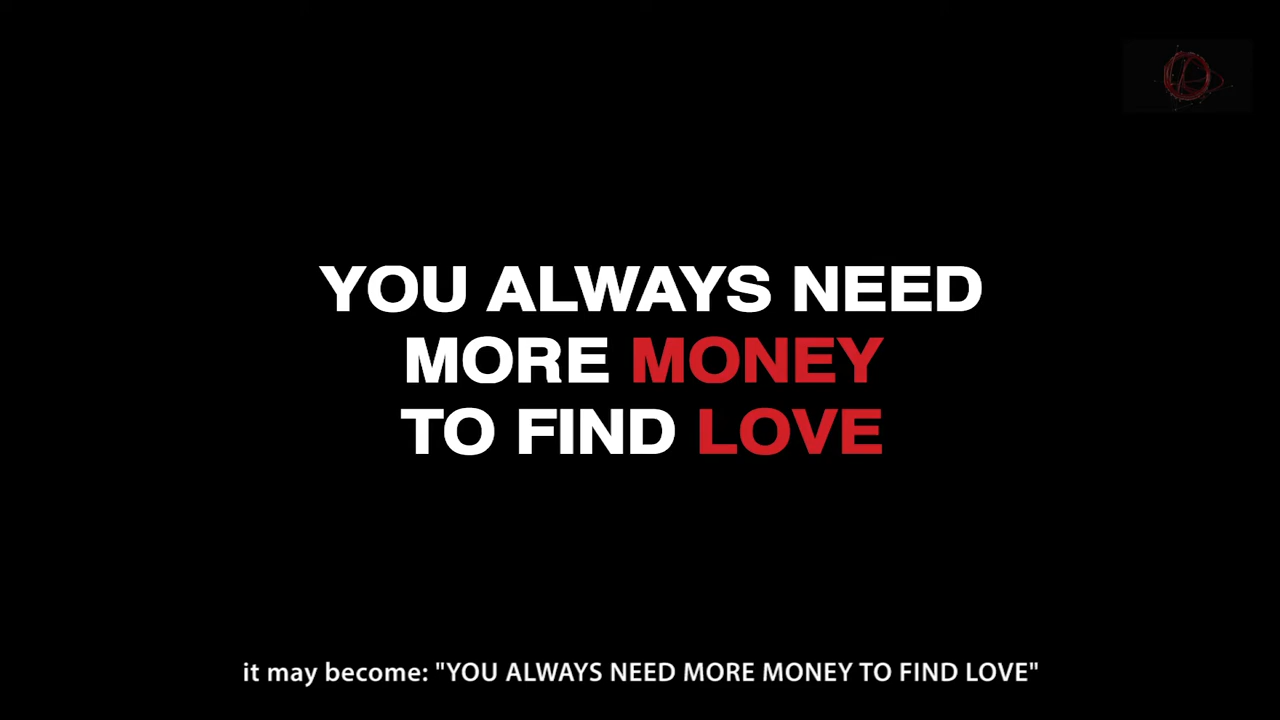 YOU ALWAYS NEED
MORE MONEY
TO FIND LOVE
it may become: "YOU ALWAYS NEED MORE MONEY TO FIND LOVE"